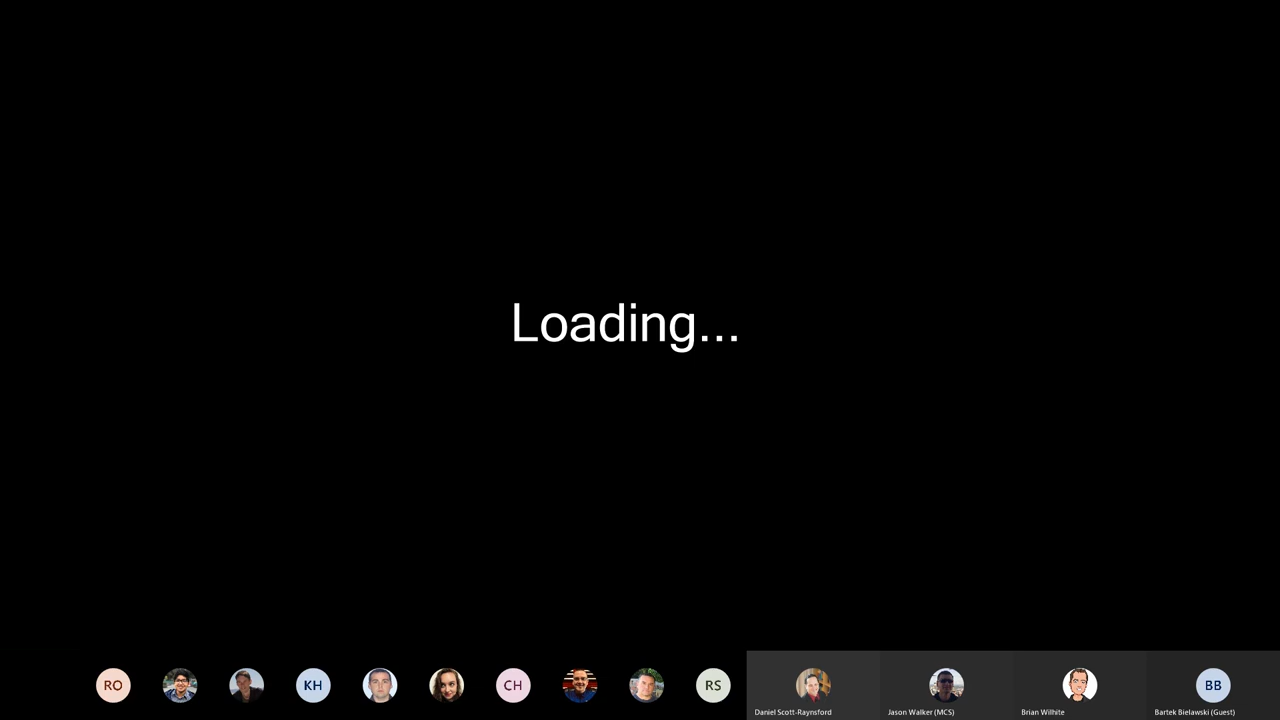 Loading...
RO
KH
CH
RS
BB
Daniel Scott-Raynsford
Jason Walker (MCS)
Brian Wilhite
Bartek Bielawski (Guest)